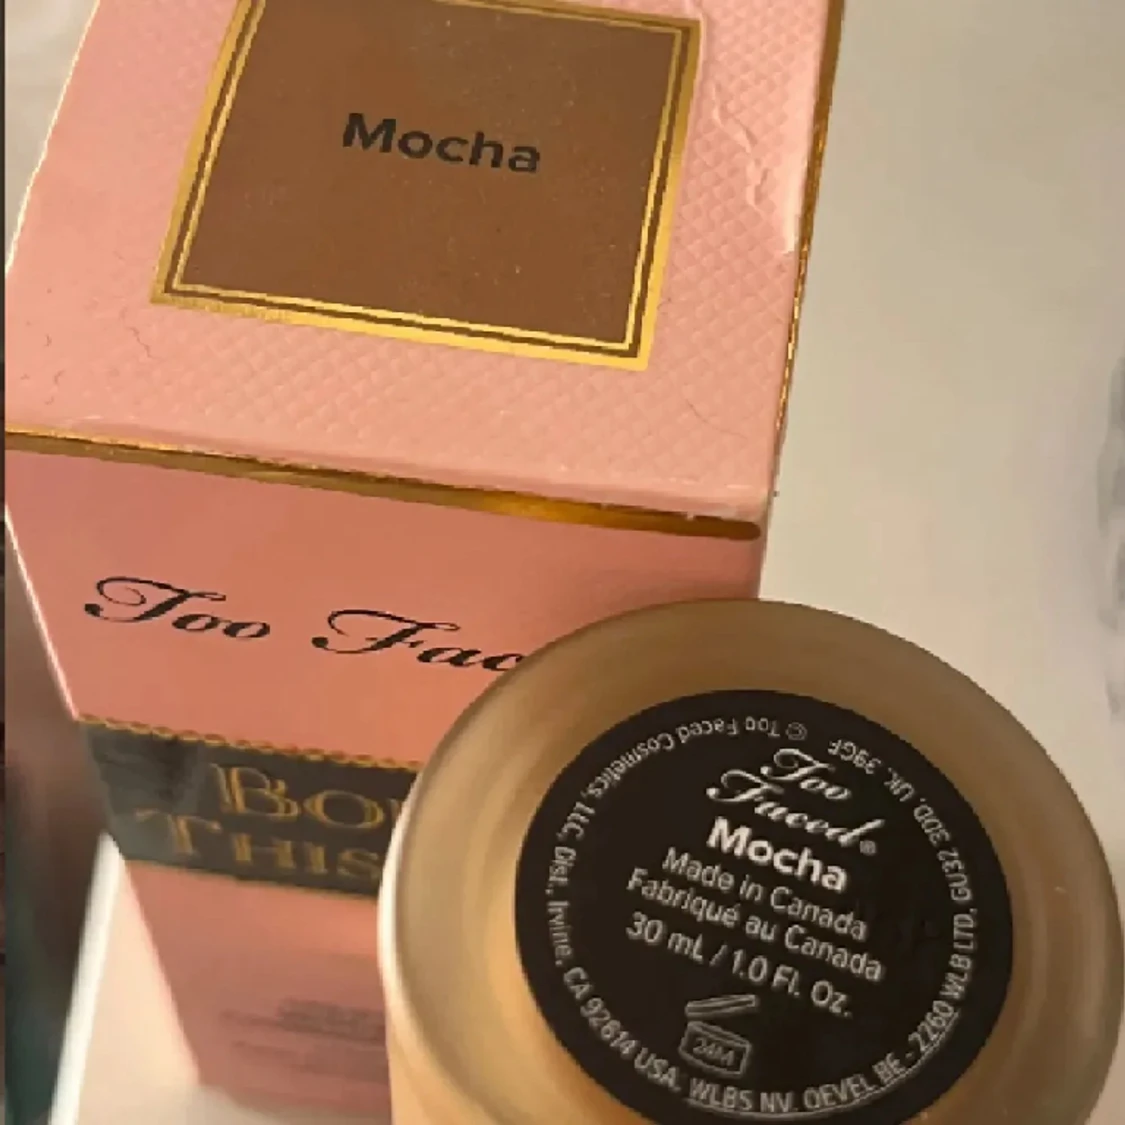 Mocha
Too Fac
BO
THIS
Too
Faced®
Mocha
Made in Canada
Fabriqué au Canada
30 mL / 1.0 Fl. Oz.
24M
© Too Faced Cosmetics, LLC, Dist., Irvine, CA 92614 USA. WLBS NV. OEVEL BE - 2260 WLB LTD, GU32 3DD, UK. 39GF